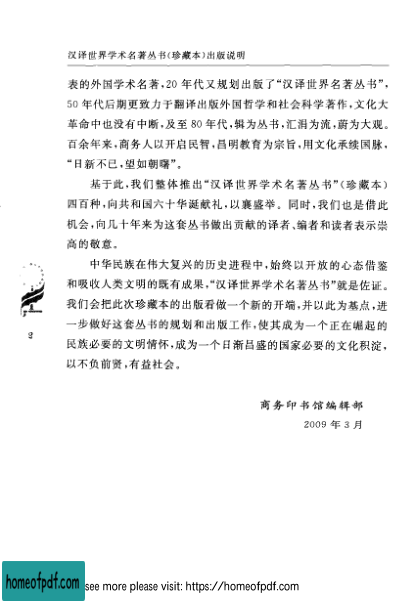 汉译世界学术名著丛书(珍藏本)出版说明
表的外国学术名著,20 年代又规划出版了“汉译世界名著丛书”,
50 年代后期更致力于翻译出版外国哲学和社会科学著作,文化大
革命中也没有中断,及至 80 年代,辑为丛书,汇涓为流,蔚为大观。
百余年来,商务人以开启民智,昌明教育为宗旨,用文化承续国脉,
“日新不已,望如朝曙”。
基于此,我们整体推出“汉译世界学术名著丛书”(珍藏本)
四百种,向共和国六十华诞献礼,以襄盛举。同时,我们也是借此
机会,向几十年来为这套丛书做出贡献的译者、编者和读者表示崇
高的敬意。
中华民族在伟大复兴的历史进程中,始终以开放的心态借鉴
和吸收人类文明的既有成果,“汉译世界学术名著丛书”就是佐证。
我们会把此次珍藏本的出版看做一个新的开端,并以此为基点,进
一步做好这套丛书的规划和出版工作,使其成为一个正在崛起的
民族必要的文明情怀,成为一个日渐昌盛的国家必要的文化积淀,
以不负前贤,有益社会。
商务印书馆编辑部
2009 年 3 月
2
homeofpdf.com
see more please visit: https://homeofpdf.com